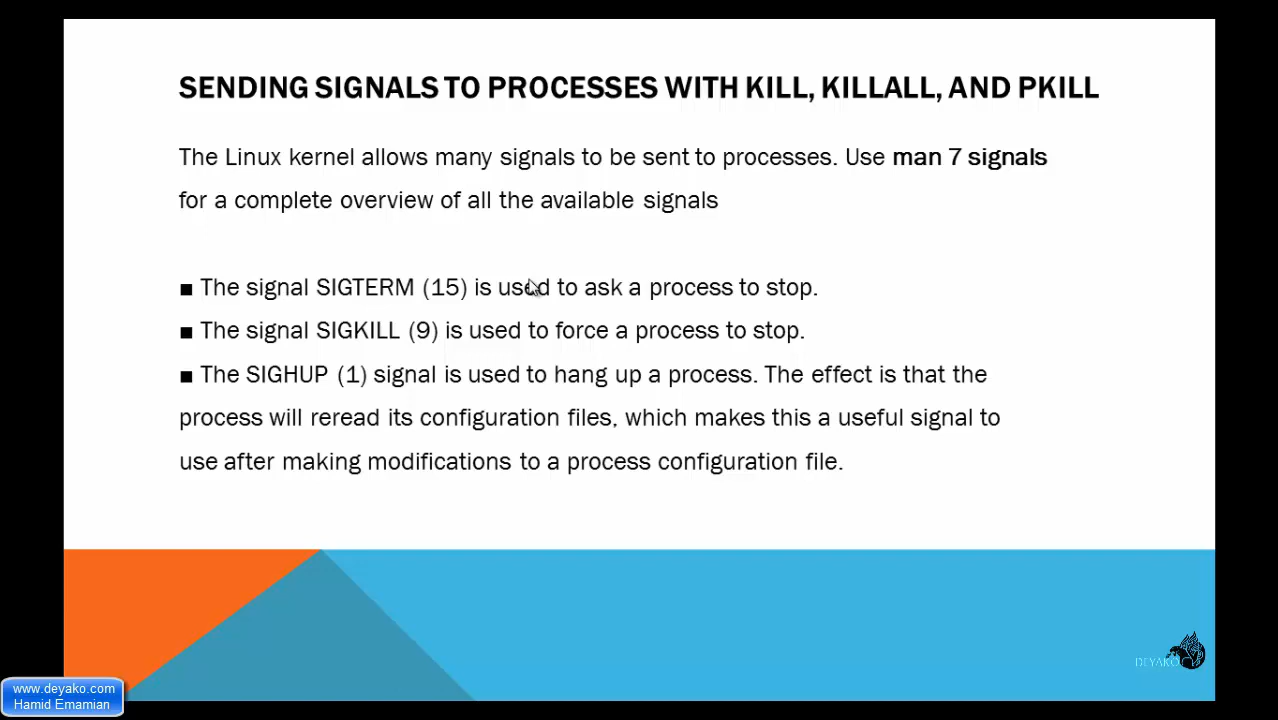 SENDING SIGNALS TO PROCESSES WITH KILL, KILLALL, AND PKILL
The Linux kernel allows many signals to be sent to processes. Use man 7 signals
for a complete overview of all the available signals
■ The signal SIGTERM (15) is used to ask a process to stop.
■ The signal SIGKILL (9) is used to force a process to stop.
■ The SIGHUP (1) signal is used to hang up a process. The effect is that the
process will reread its configuration files, which makes this a useful signal to
use after making modifications to a process configuration file.
DEYAKO
www.deyako.com
Hamid Emamian